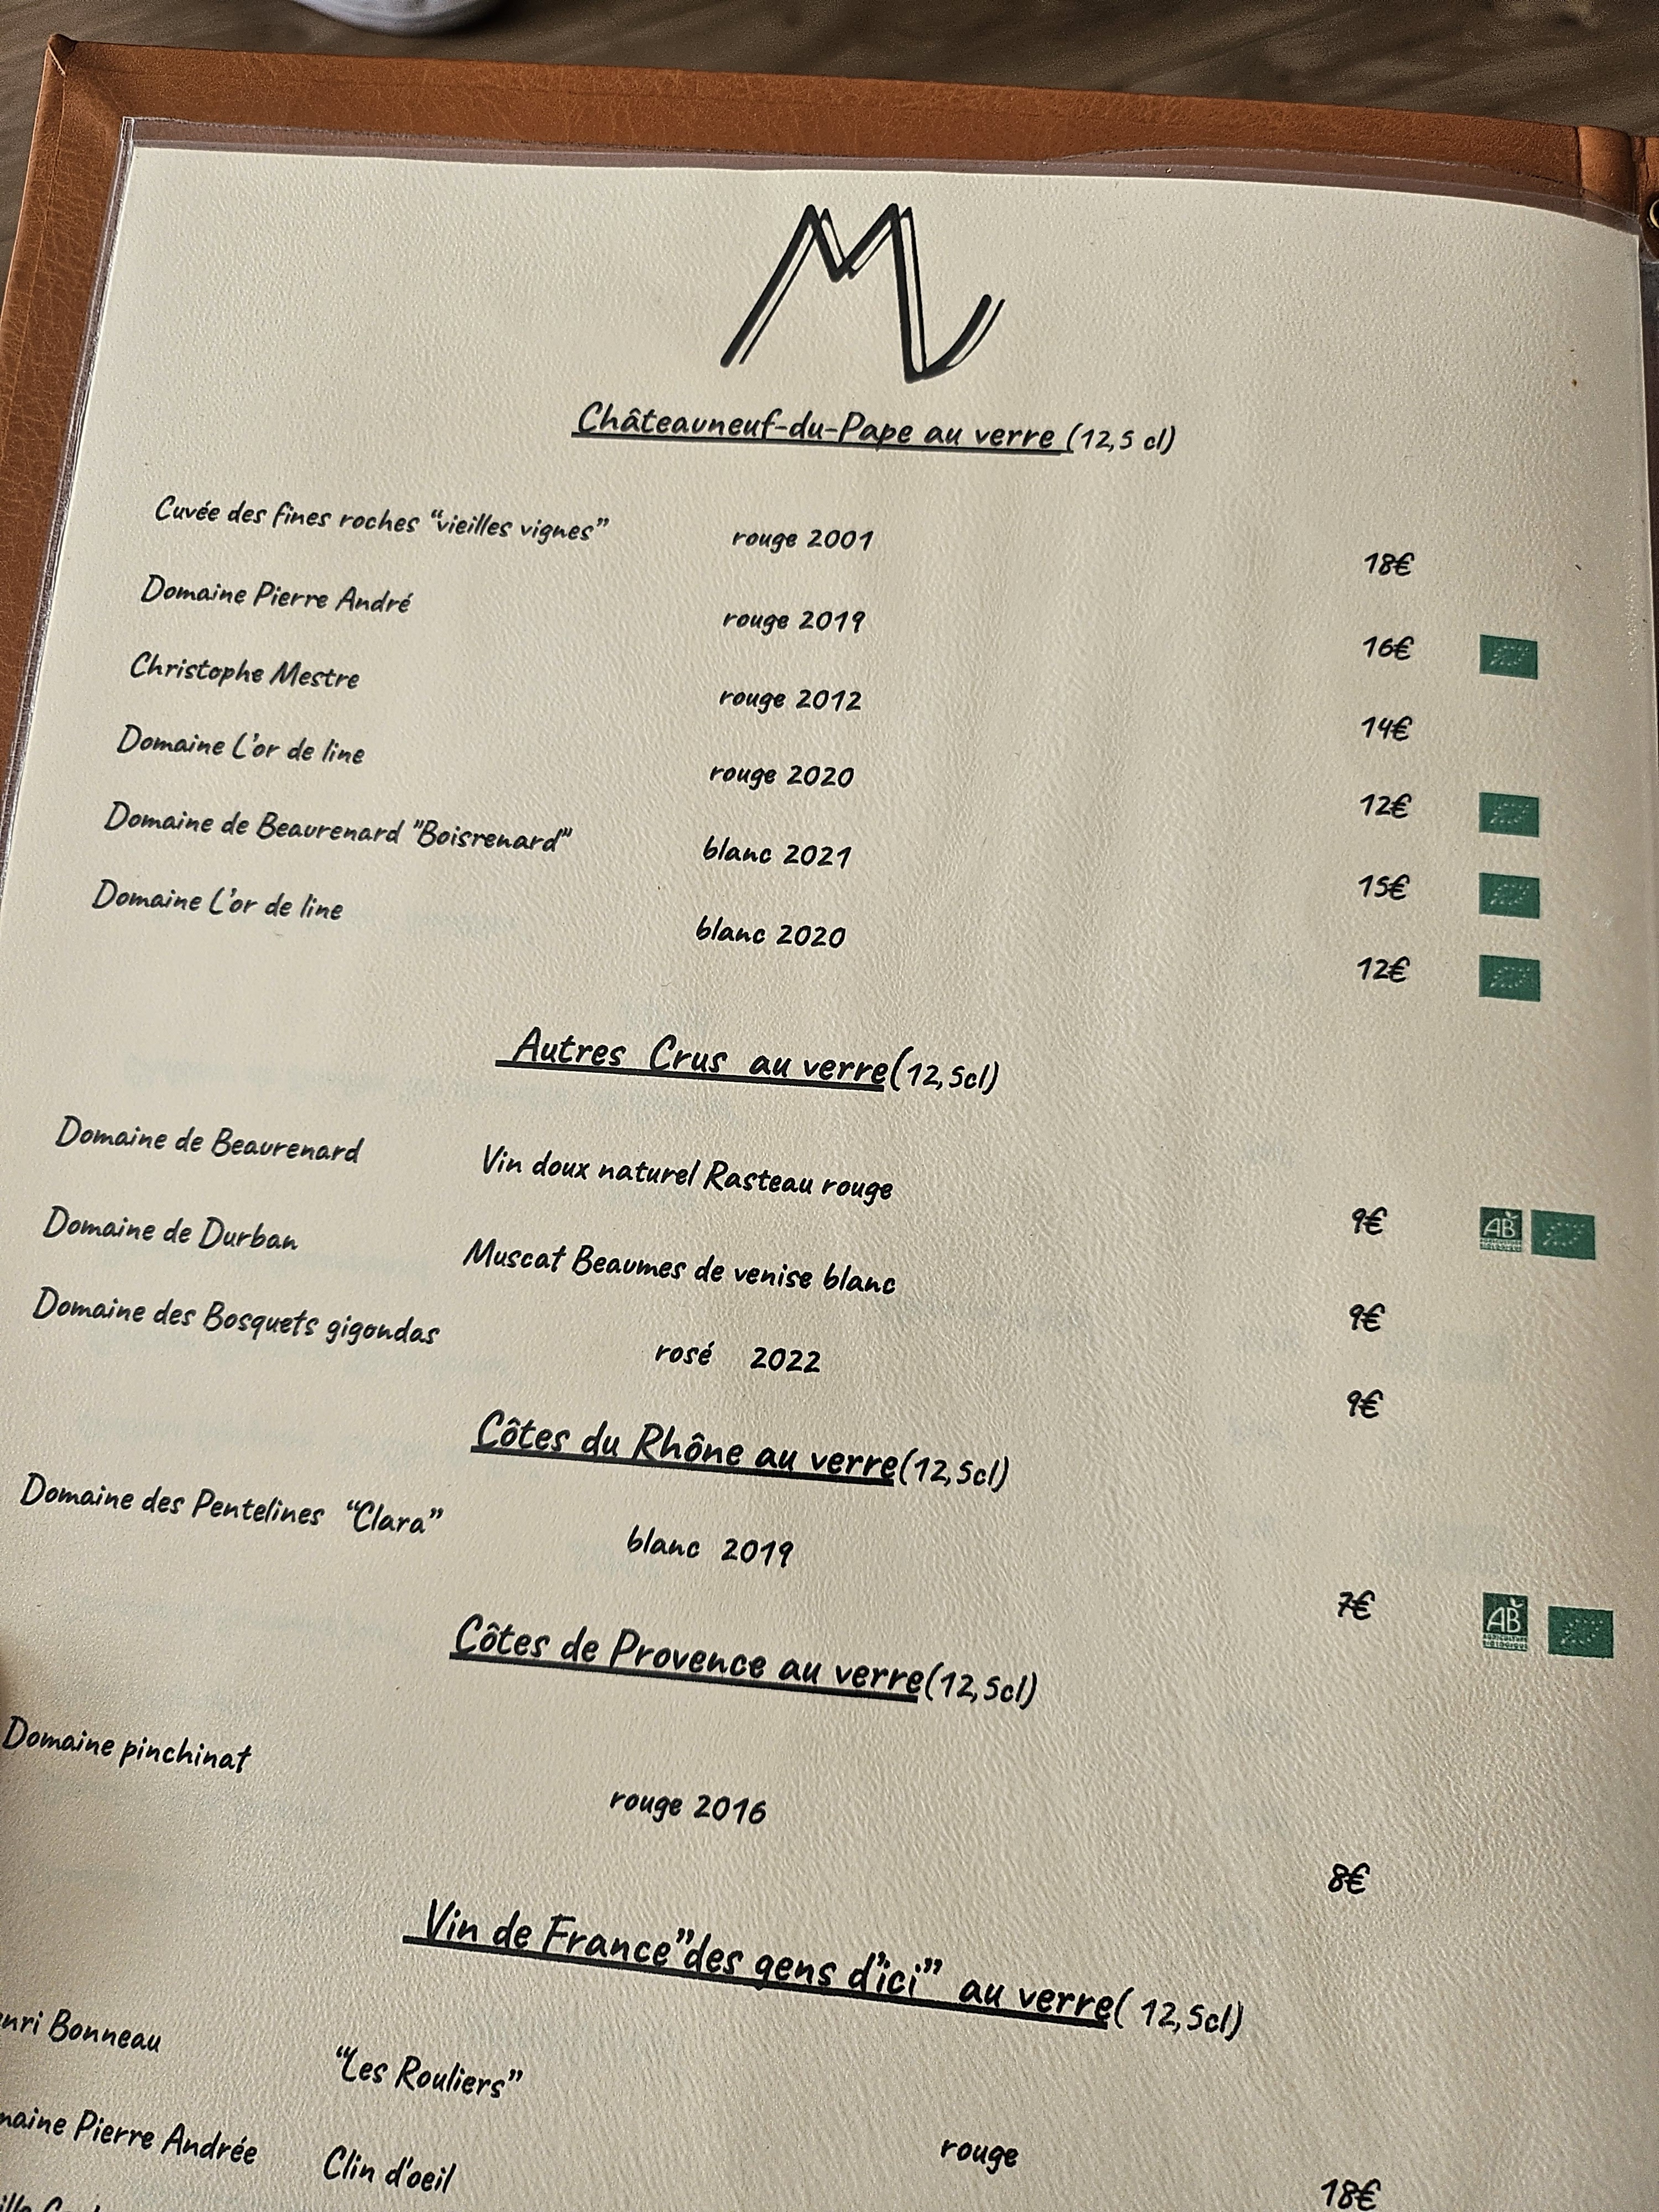 M
Châteauneuf-du-Pape au verre (12,5 cl)
Cuvée des fines roches “vieilles vignes” rouge 2001 18€
Domaine Pierre André rouge 2019 16€
Christophe Mestre rouge 2012 14€
Domaine L’or de line rouge 2020 12€
Domaine de Beaurenard "Boisrenard" blanc 2021 15€
Domaine L’or de line blanc 2020 12€
Autres Crus au verre(12,5cl)
Domaine de Beaurenard Vin doux naturel Rasteau rouge 9€ AB
Domaine de Durban Muscat Beaumes de venise blanc 9€
Domaine des Bosquets gigondas rosé 2022 9€
Côtes du Rhône au verre(12,5cl)
Domaine des Pentelines “Clara” blanc 2019 7€ AB AGRICULTURE BIOLOGIQUE
Côtes de Provence au verre(12,5cl)
Domaine pinchinat rouge 2016 8€
Vin de France”des gens d’ici” au verre( 12,5cl)
nri Bonneau “Les Rouliers” rouge 18€
maine Pierre Andrée Clin d'oeil